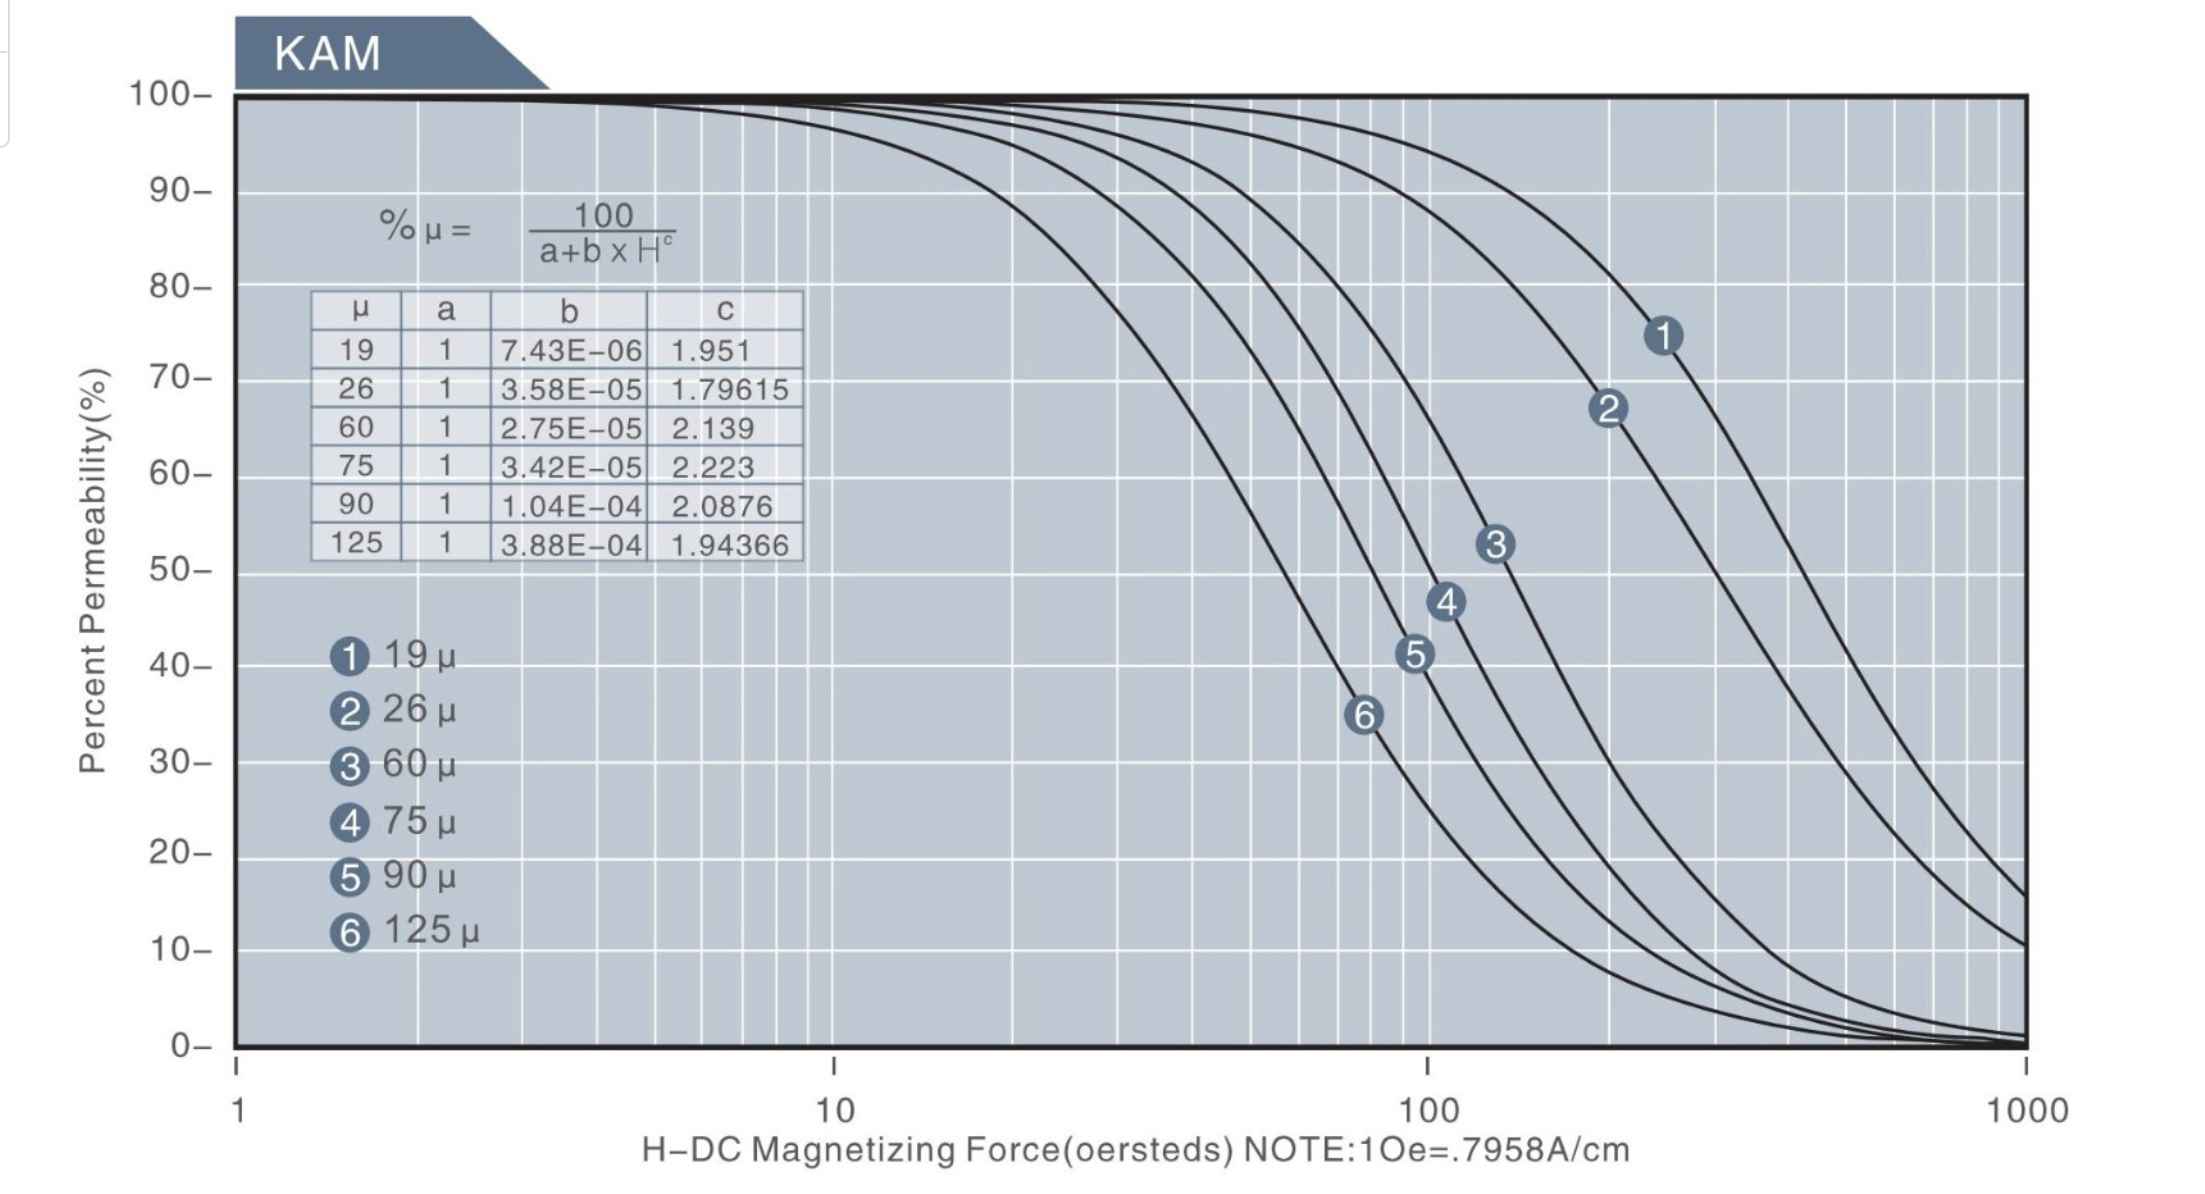 KAM
100–
90–
80–
70–
60–
50–
40–
30–
20–
10–
0–
Percent Permeability(%)
% μ = 100
a+b x Hᶜ
μ a b c
19 1 7.43E–06 1.951
26 1 3.58E–05 1.79615
60 1 2.75E–05 2.139
75 1 3.42E–05 2.223
90 1 1.04E–04 2.0876
125 1 3.88E–04 1.94366
1 19 μ
2 26 μ
3 60 μ
4 75 μ
5 90 μ
6 125 μ
1
2
3
4
5
6
1 10 100 1000
H–DC Magnetizing Force(oersteds) NOTE:1Oe=.7958A/cm